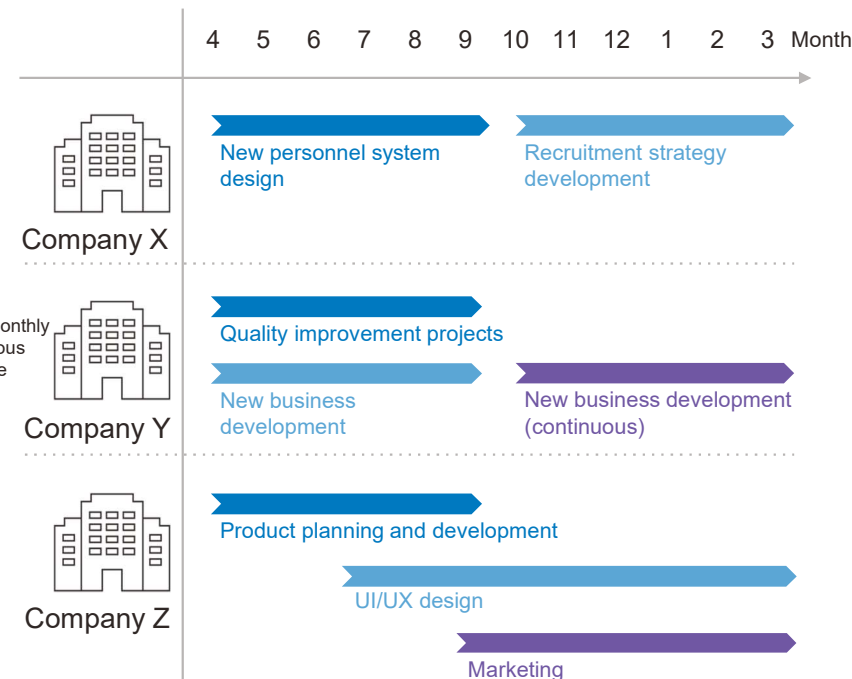 4 5 6 7 8 9 10 11 12 1 2 3 Month
New personnel system
design
Recruitment strategy
development
Company X
Quality improvement projects
New business
development
New business development
(continuous)
Company Y
Product planning and development
UI/UX design
Marketing
Company Z